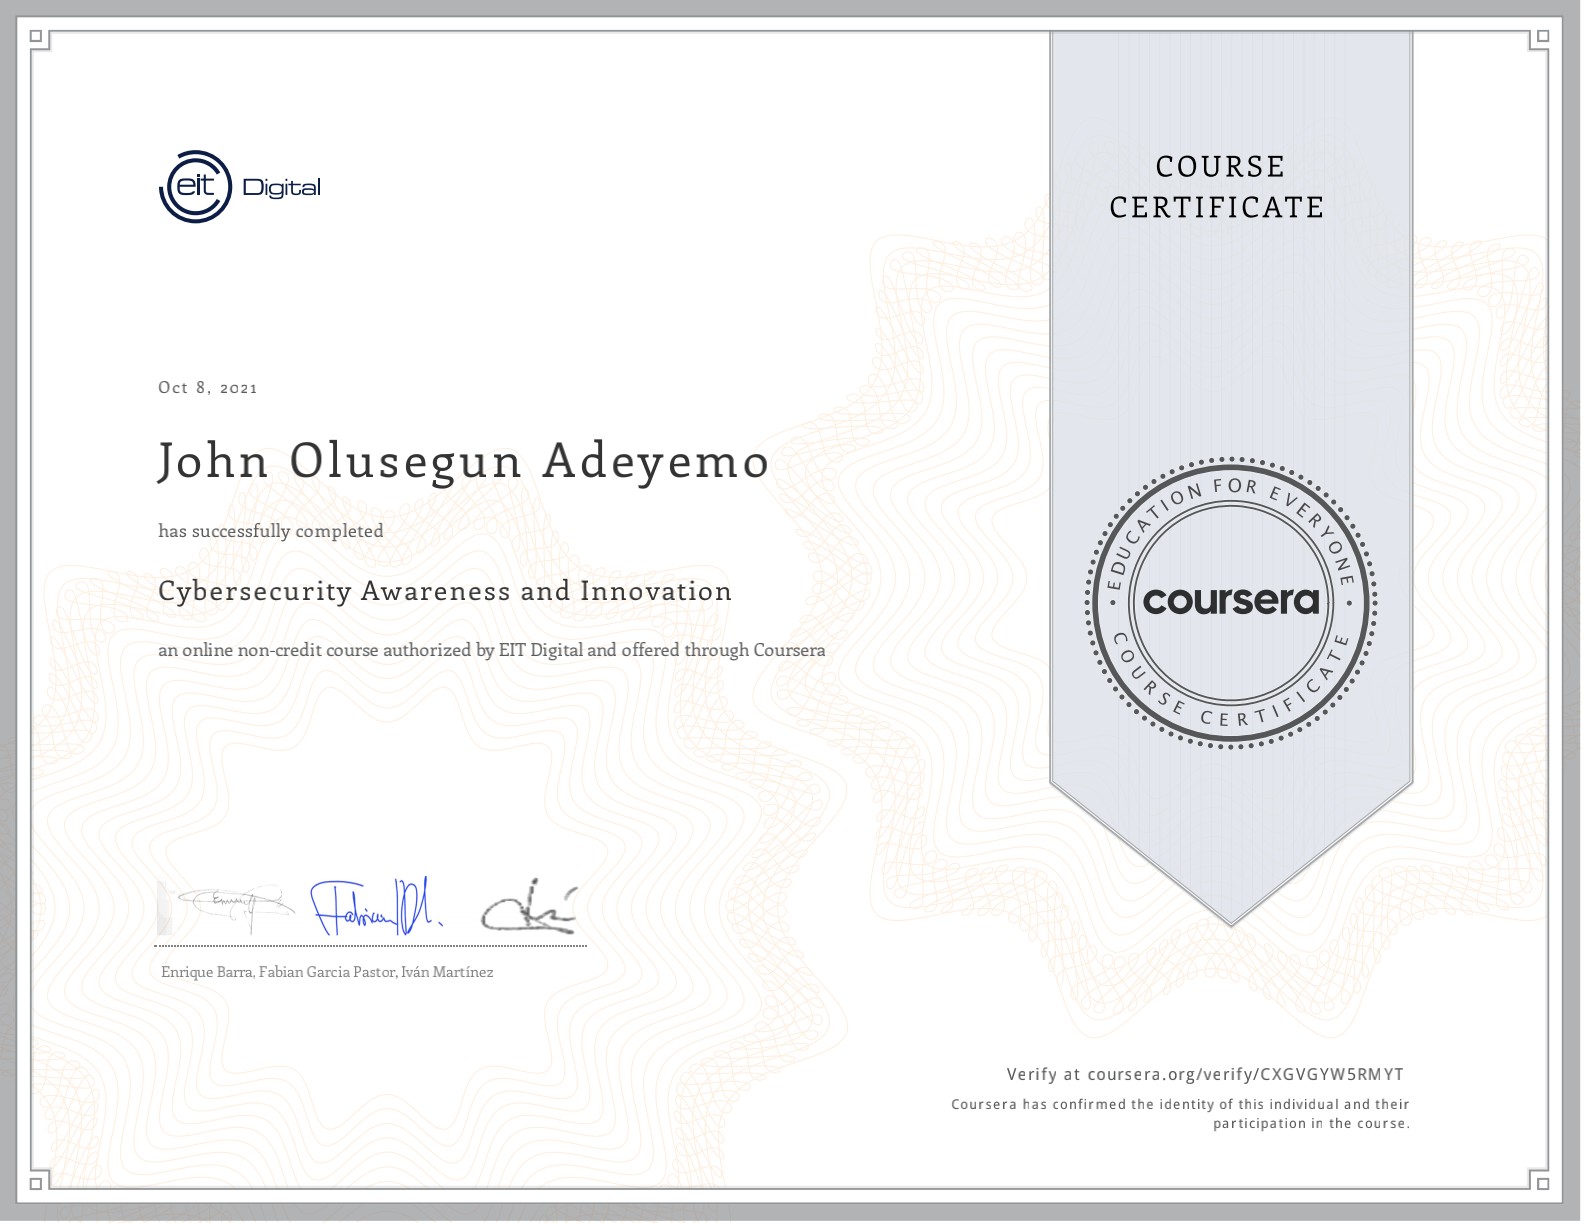 eit Digital
COURSE
CERTIFICATE
Oct 8, 2021
John Olusegun Adeyemo
has successfully completed
Cybersecurity Awareness and Innovation
an online non-credit course authorized by EIT Digital and offered through Coursera
EDUCATION FOR EVERYONE
coursera
COURSE CERTIFICATE
Enrique Barra, Fabian Garcia Pastor, Iván Martínez
Verify at coursera.org/verify/CXGVGYW5RMYT
Coursera has confirmed the identity of this individual and their
participation in the course.